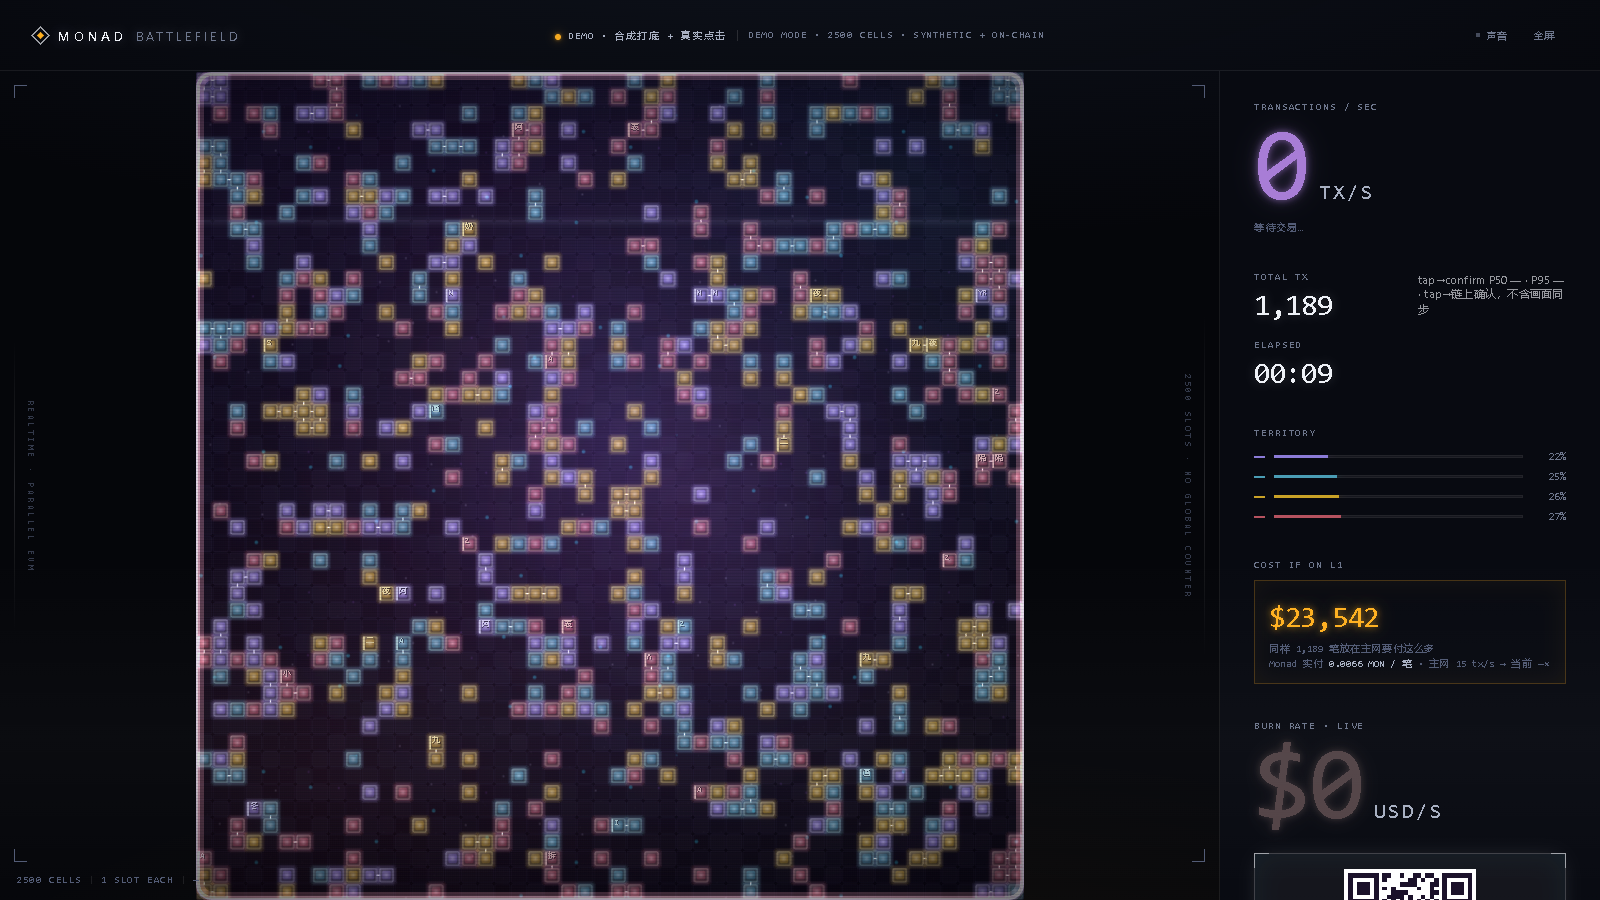 MONAD BATTLEFIELD
DEMO · 合成打底 + 真实点击
DEMO MODE · 2500 CELLS · SYNTHETIC + ON-CHAIN
声音
全屏
TRANSACTIONS / SEC
0 TX/S
等待交易…
TOTAL TX
1,189
tap→confirm P50 — · P95 —
· tap→链上确认, 不含画面同
步
ELAPSED
00:09
TERRITORY
22%
25%
26%
27%
COST IF ON L1
$23,542
同样 1,189 笔放在主网要付这么多
Monad 实付 0.0066 MON / 笔 · 主网 15 tx/s → 当前 —×
BURN RATE · LIVE
$0 USD/S
REALTIME · PARALLEL EVM
2500 SLOTS · NO GLOBAL COUNTER
2500 CELLS | 1 SLOT EACH |